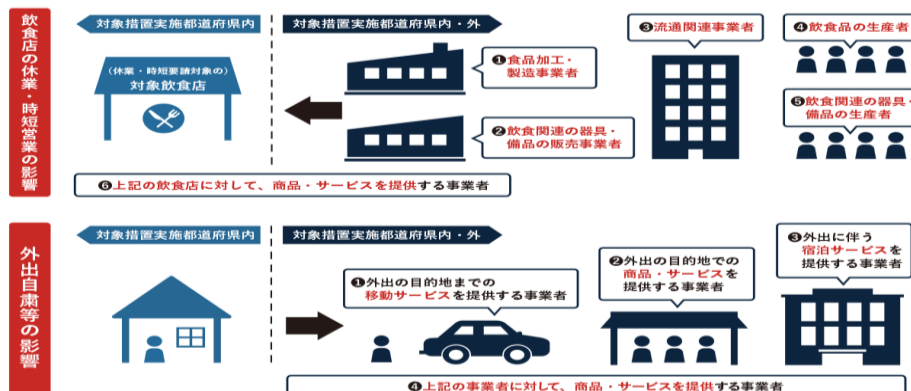 飲食店の休業・時短営業の影響
対象措置実施都道府県内
対象措置実施都道府県内・外
（休業・時短要請対象の）
対象飲食店
❶食品加工・
製造事業者
❷飲食関連の器具・
備品の販売事業者
❸流通関連事業者
❹飲食品の生産者
❺飲食関連の器具・
備品の生産者
❻上記の飲食店に対して、商品・サービスを提供する事業者
外出自粛等の影響
対象措置実施都道府県内
対象措置実施都道府県内・外
❶外出の目的地までの
移動サービスを提供する事業者
❷外出の目的地での
商品・サービスを
提供する事業者
❸外出に伴う
宿泊サービスを
提供する事業者
❹上記の事業者に対して、商品・サービスを提供する事業者